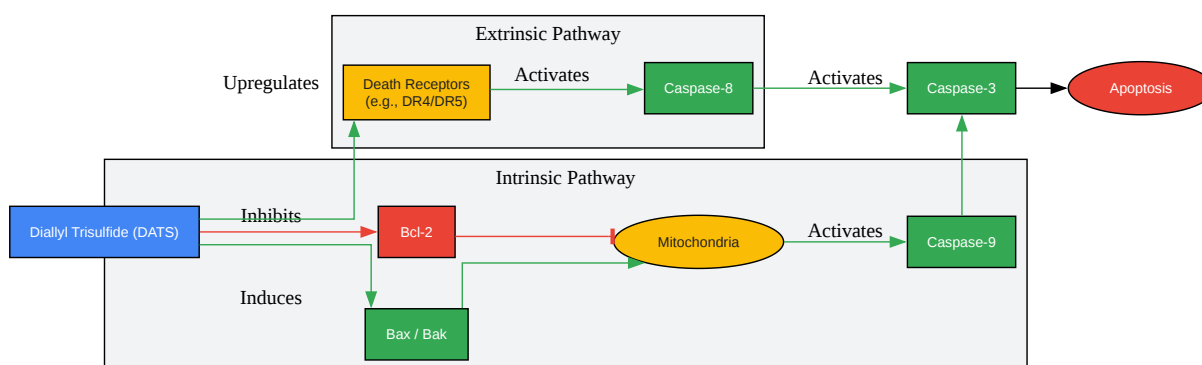 Extrinsic Pathway
Upregulates
Death Receptors
(e.g., DR4/DR5)
Activates
Caspase-8
Activates
Caspase-3
Apoptosis
Intrinsic Pathway
Diallyl Trisulfide (DATS)
Inhibits
Bcl-2
Mitochondria
Activates
Caspase-9
Induces
Bax / Bak